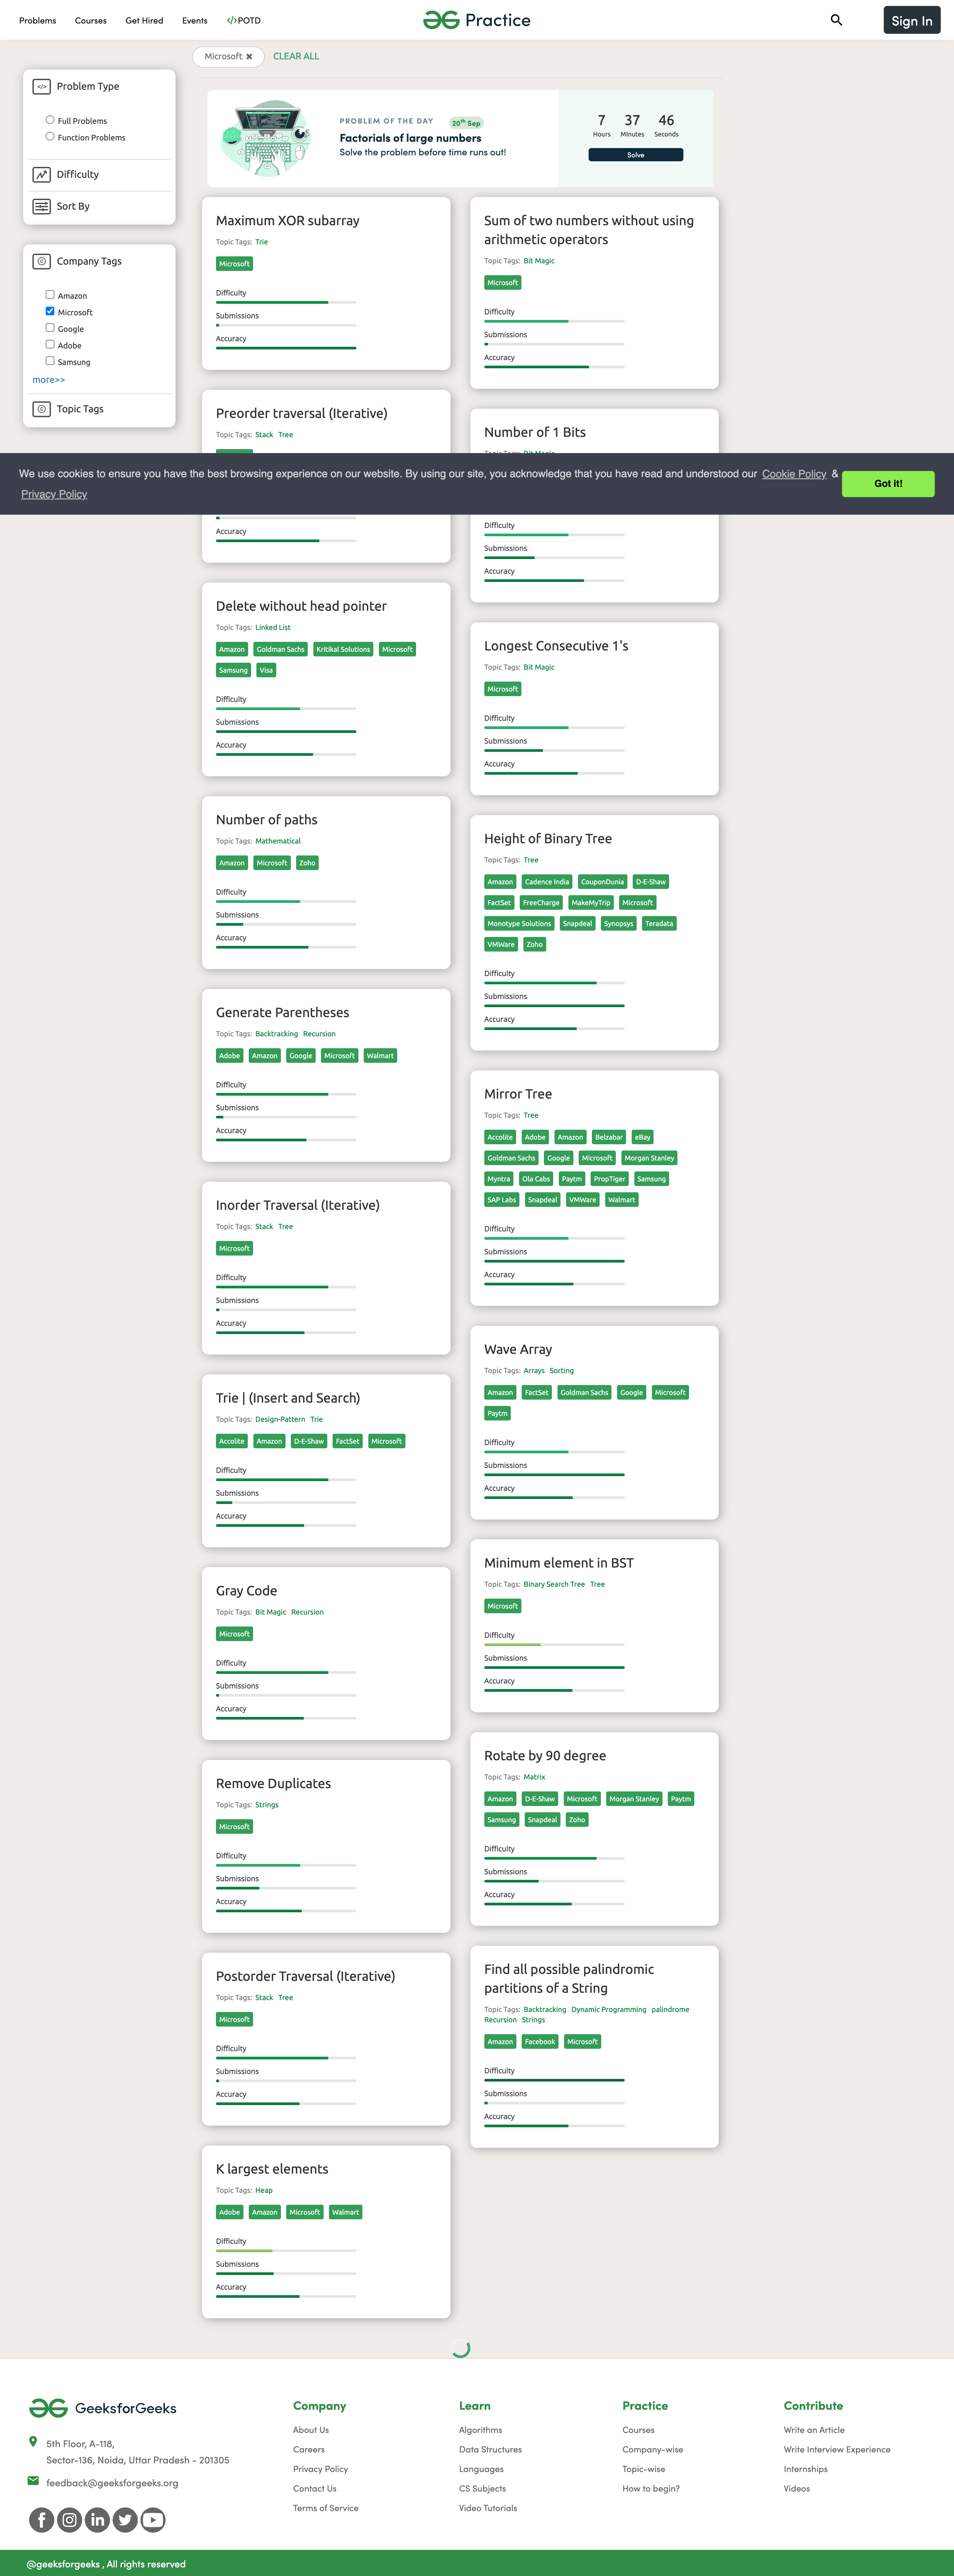 Problems Courses Get Hired Events </>POTD
Practice
Sign In
Microsoft ✖ CLEAR ALL
Problem Type
Full Problems
Function Problems
Difficulty
Sort By
Company Tags
Amazon
Microsoft
Google
Adobe
Samsung
more>>
Topic Tags
PROBLEM OF THE DAY 20th Sep
Factorials of large numbers
Solve the problem before time runs out!
7 37 46
Hours Minutes Seconds
Solve
Maximum XOR subarray
Topic Tags: Trie
Microsoft
Difficulty
Submissions
Accuracy
Sum of two numbers without using
arithmetic operators
Topic Tags: Bit Magic
Microsoft
Difficulty
Submissions
Accuracy
Preorder traversal (Iterative)
Topic Tags: Stack Tree
Number of 1 Bits
We use cookies to ensure you have the best browsing experience on our website. By using our site, you acknowledge that you have read and understood our Cookie Policy &
Privacy Policy
Got it!
Accuracy
Difficulty
Submissions
Accuracy
Delete without head pointer
Topic Tags: Linked List
Amazon Goldman Sachs Kritikal Solutions Microsoft
Samsung Visa
Difficulty
Submissions
Accuracy
Longest Consecutive 1's
Topic Tags: Bit Magic
Microsoft
Difficulty
Submissions
Accuracy
Number of paths
Topic Tags: Mathematical
Amazon Microsoft Zoho
Difficulty
Submissions
Accuracy
Height of Binary Tree
Topic Tags: Tree
Amazon Cadence India CouponDunia D-E-Shaw
FactSet FreeCharge MakeMyTrip Microsoft
Monotype Solutions Snapdeal Synopsys Teradata
VMWare Zoho
Difficulty
Submissions
Accuracy
Generate Parentheses
Topic Tags: Backtracking Recursion
Adobe Amazon Google Microsoft Walmart
Difficulty
Submissions
Accuracy
Mirror Tree
Topic Tags: Tree
Accolite Adobe Amazon Belzabar eBay
Goldman Sachs Google Microsoft Morgan Stanley
Myntra Ola Cabs Paytm PropTiger Samsung
SAP Labs Snapdeal VMWare Walmart
Difficulty
Submissions
Accuracy
Inorder Traversal (Iterative)
Topic Tags: Stack Tree
Microsoft
Difficulty
Submissions
Accuracy
Wave Array
Topic Tags: Arrays Sorting
Amazon FactSet Goldman Sachs Google Microsoft
Paytm
Difficulty
Submissions
Accuracy
Trie | (Insert and Search)
Topic Tags: Design-Pattern Trie
Accolite Amazon D-E-Shaw FactSet Microsoft
Difficulty
Submissions
Accuracy
Minimum element in BST
Topic Tags: Binary Search Tree Tree
Microsoft
Difficulty
Submissions
Accuracy
Gray Code
Topic Tags: Bit Magic Recursion
Microsoft
Difficulty
Submissions
Accuracy
Rotate by 90 degree
Topic Tags: Matrix
Amazon D-E-Shaw Microsoft Morgan Stanley Paytm
Samsung Snapdeal Zoho
Difficulty
Submissions
Accuracy
Remove Duplicates
Topic Tags: Strings
Microsoft
Difficulty
Submissions
Accuracy
Find all possible palindromic
partitions of a String
Topic Tags: Backtracking Dynamic Programming palindrome
Recursion Strings
Amazon Facebook Microsoft
Difficulty
Submissions
Accuracy
Postorder Traversal (Iterative)
Topic Tags: Stack Tree
Microsoft
Difficulty
Submissions
Accuracy
K largest elements
Topic Tags: Heap
Adobe Amazon Microsoft Walmart
Difficulty
Submissions
Accuracy
GeeksforGeeks
5th Floor, A-118,
Sector-136, Noida, Uttar Pradesh - 201305
feedback@geeksforgeeks.org
Company
About Us
Careers
Privacy Policy
Contact Us
Terms of Service
Learn
Algorithms
Data Structures
Languages
CS Subjects
Video Tutorials
Practice
Courses
Company-wise
Topic-wise
How to begin?
Contribute
Write an Article
Write Interview Experience
Internships
Videos
@geeksforgeeks , All rights reserved